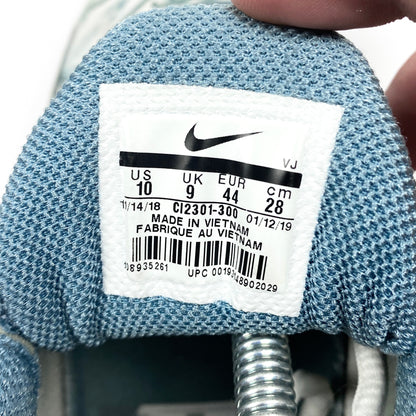 VJ
US UK EUR cm
10 9 44 28
11/14/18 CI2301-300 01/12/19
MADE IN VIETNAM
FABRIQUE AU VIETNAM
UPC